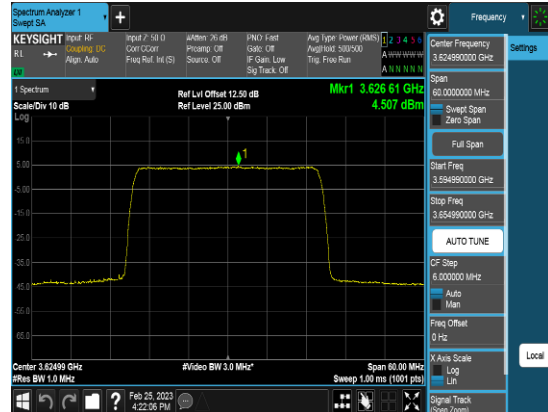 Spectrum Analyzer 1
Swept SA
Frequency
KEYSIGHT
RL
Input: RF
Coupling: DC
Align: Auto
Input Z: 50 Ω
Corr CCorr
Freq Ref: Int (S)
#Atten: 26 dB
Preamp: Off
Source: Off
PNO: Fast
Gate: Off
IF Gain: Low
Sig Track: Off
Avg Type: Power (RMS)
Avg|Hold: 500/500
Trig: Free Run
1 2 3 4 5 6
A W W W W W
A N N N N N
1 Spectrum
Scale/Div 10 dB
Log
Ref Lvl Offset 12.50 dB
Ref Level 25.00 dBm
Mkr1 3.626 61 GHz
4.507 dBm
15.0
5.00
-5.00
-15.0
-25.0
-35.0
-45.0
-55.0
-65.0
1
Center 3.62499 GHz
#Res BW 1.0 MHz
#Video BW 3.0 MHz*
Span 60.00 MHz
Sweep 1.00 ms (1001 pts)
Feb 25, 2023
4:22:06 PM
Center Frequency
3.624990000 GHz
Settings
Span
60.0000000 MHz
Swept Span
Zero Span
Full Span
Start Freq
3.594990000 GHz
Stop Freq
3.654990000 GHz
AUTO TUNE
CF Step
6.000000 MHz
Auto
Man
Freq Offset
0 Hz
X Axis Scale
Log
Lin
Local
Signal Track
(Span Zoom)